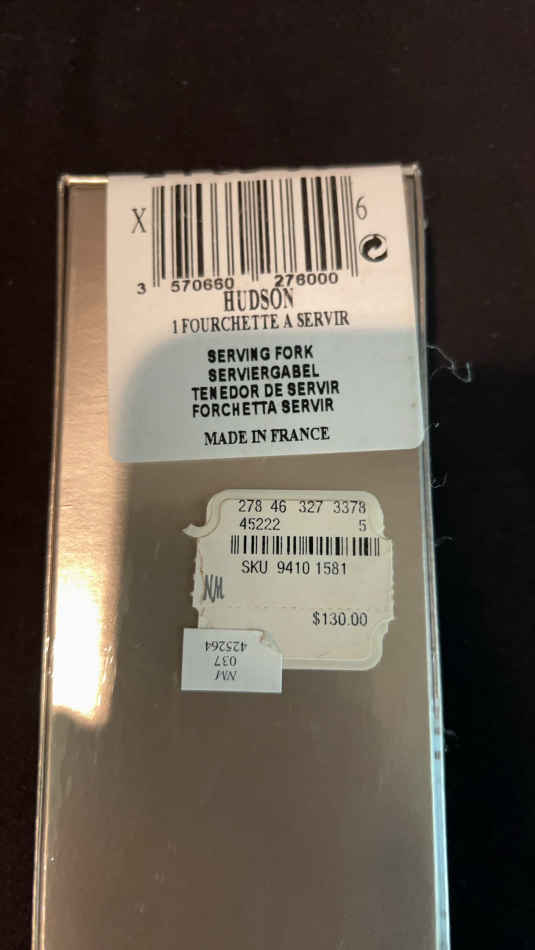 X 6
3 570660 276000
HUDSON
1 FOURCHETTE A SERVIR
SERVING FORK
SERVIERGABEL
TENEDOR DE SERVIR
FORCHETTA SERVIR
MADE IN FRANCE
278 46 327 3378
45222 5
SKU 9410 1581
NM
$130.00
NM
037
425264